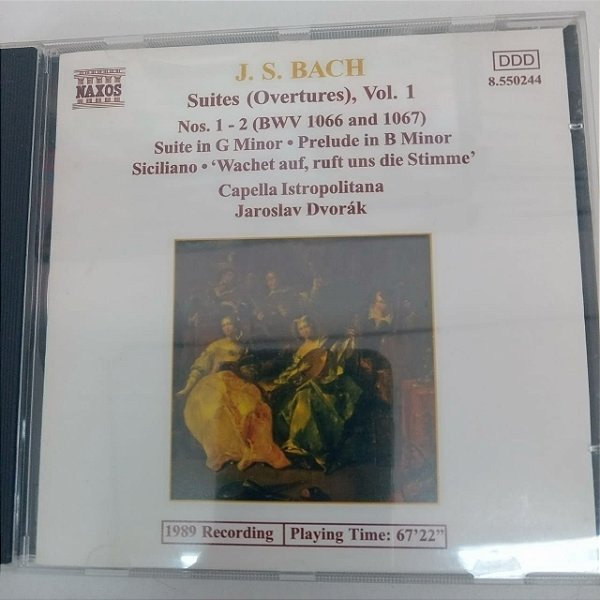 NAXOS
DDD
8.550244
J. S. BACH
Suites (Overtures), Vol. 1
Nos. 1 - 2 (BWV 1066 and 1067)
Suite in G Minor • Prelude in B Minor
Siciliano • ‘Wachet auf, ruft uns die Stimme’
Capella Istropolitana
Jaroslav Dvorák
1989 Recording | Playing Time: 67’22”